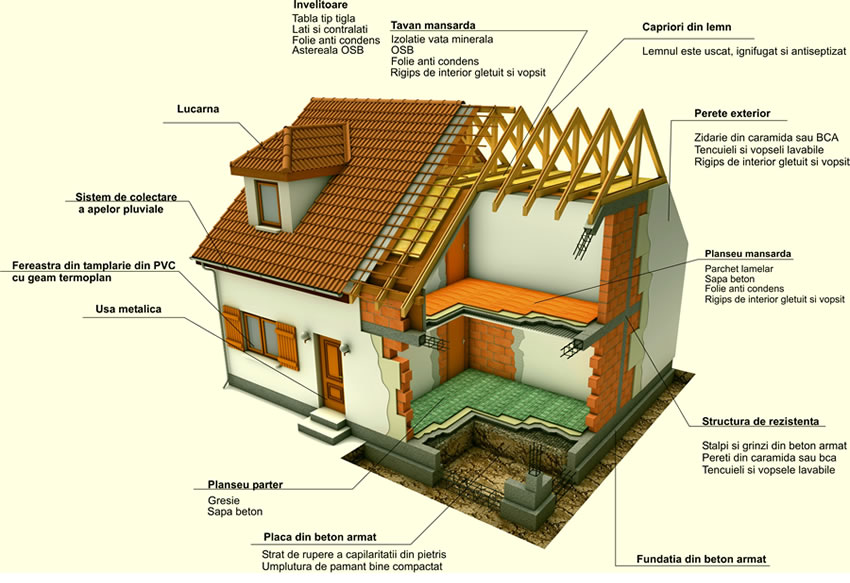 Invelitoare
Tabla tip tigla
Lati si contralati
Folie anti condens
Astereala OSB
Tavan mansarda
Izolatie vata minerala
OSB
Folie anti condens
Rigips de interior gletuit si vopsit
Capriori din lemn
Lemnul este uscat, ignifugat si antiseptizat
Lucarna
Perete exterior
Zidarie din caramida sau BCA
Tencuieli si vopseli lavabile
Rigips de interior gletuit si vopsit
Sistem de colectare
a apelor pluviale
Fereastra din tamplarie din PVC
cu geam termoplan
Usa metalica
Planseu mansarda
Parchet lamelar
Sapa beton
Folie anti condens
Rigips de interior gletuit si vopsit
Structura de rezistenta
Stalpi si grinzi din beton armat
Pereti din caramida sau bca
Tencuieli si vopsele lavabile
Planseu parter
Gresie
Sapa beton
Placa din beton armat
Strat de rupere a capilaritatii din pietris
Umplutura de pamant bine compactat
Fundatia din beton armat